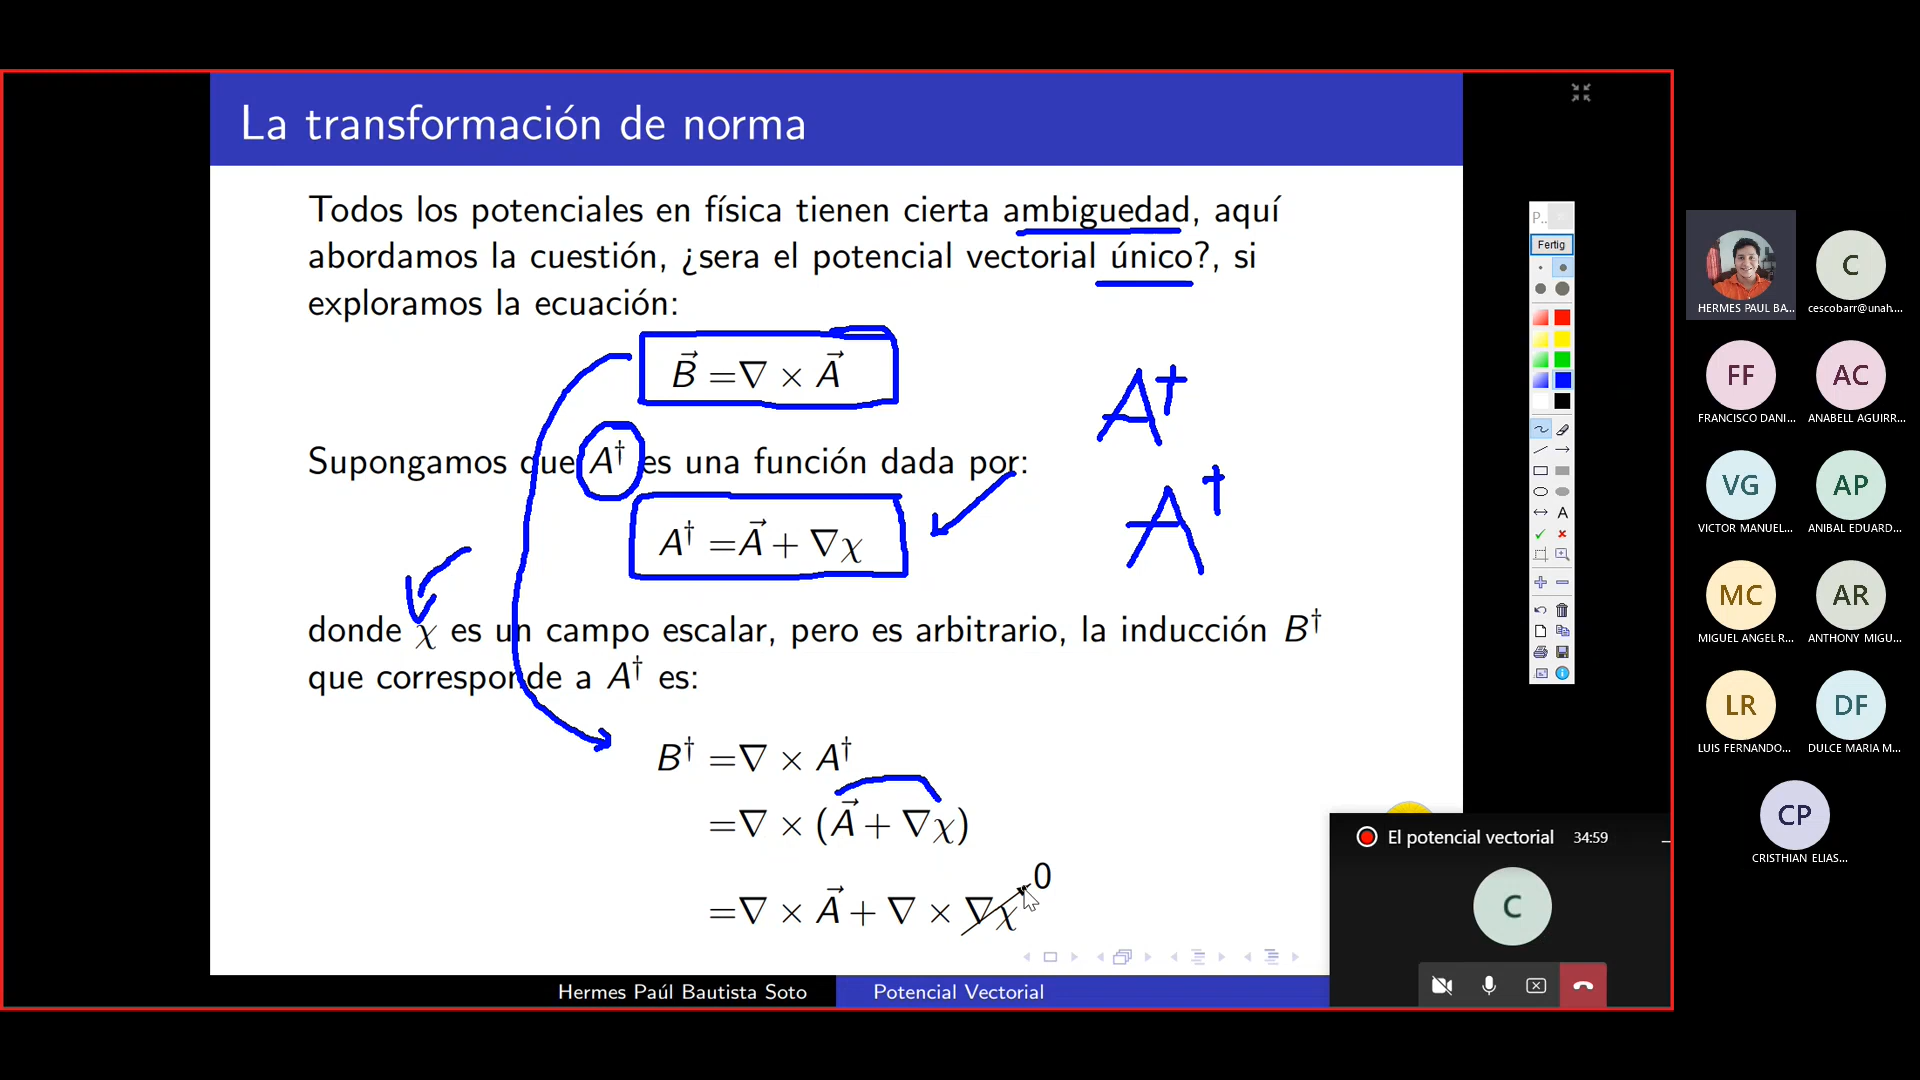 La transformación de norma
Todos los potenciales en física tienen cierta ambiguedad, aquí
abordamos la cuestión, ¿sera el potencial vectorial único?, si
exploramos la ecuación:
B⃗ =∇ × A⃗
A†
Supongamos que A† es una función dada por:
A†
A† =A⃗ + ∇χ
donde χ es un campo escalar, pero es arbitrario, la inducción B†
que corresponde a A† es:
B† =∇ × A†
=∇ × (A⃗ + ∇χ)
=∇ × A⃗ + ∇ × ∇χ 0
Hermes Paúl Bautista Soto
Potencial Vectorial
P..
Fertig
A
El potencial vectorial 34:59
C
HERMES PAUL BA...
C
cescobarr@unah....
FF
FRANCISCO DANI...
AC
ANABELL AGUIRR...
VG
VICTOR MANUEL...
AP
ANIBAL EDUARD...
MC
MIGUEL ANGEL R...
AR
ANTHONY MIGU...
LR
LUIS FERNANDO...
DF
DULCE MARIA M...
CP
CRISTHIAN ELIAS...